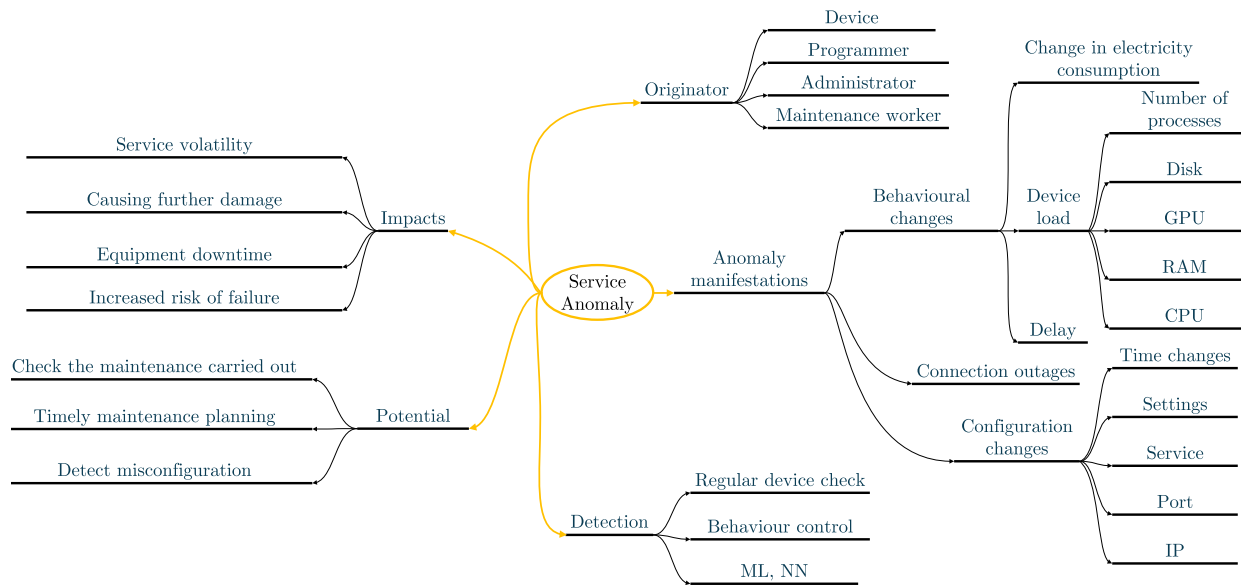 Service
Anomaly
Originator
Device
Programmer
Administrator
Maintenance worker
Anomaly
manifestations
Behavioural
changes
Change in electricity
consumption
Device
load
Number of
processes
Disk
GPU
RAM
CPU
Delay
Connection outages
Configuration
changes
Time changes
Settings
Service
Port
IP
Detection
Regular device check
Behaviour control
ML, NN
Potential
Check the maintenance carried out
Timely maintenance planning
Detect misconfiguration
Impacts
Service volatility
Causing further damage
Equipment downtime
Increased risk of failure